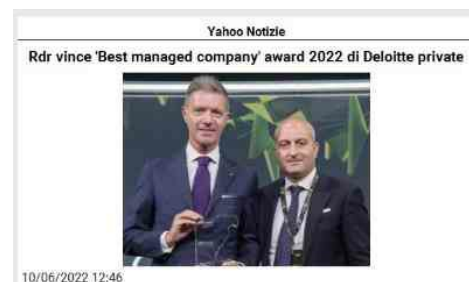 Yahoo Notizie
Rdr vince 'Best managed company' award 2022 di Deloitte private
10/06/2022 12:46